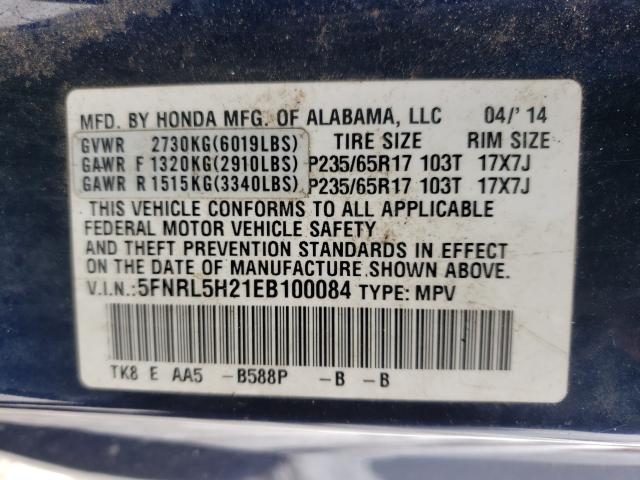 MFD. BY HONDA MFG. OF ALABAMA, LLC 04/'14
GVWR 2730KG(6019LBS) TIRE SIZE RIM SIZE
GAWR F 1320KG(2910LBS) P235/65R17 103T 17X7J
GAWR R 1515KG(3340LBS) P235/65R17 103T 17X7J
THIS VEHICLE CONFORMS TO ALL APPLICABLE
FEDERAL MOTOR VEHICLE SAFETY
AND THEFT PREVENTION STANDARDS IN EFFECT
ON THE DATE OF MANUFACTURE SHOWN ABOVE.
V.I.N.:5FNRL5H21EB100084 TYPE: MPV
TK8 E AA5 -B588P -B -B